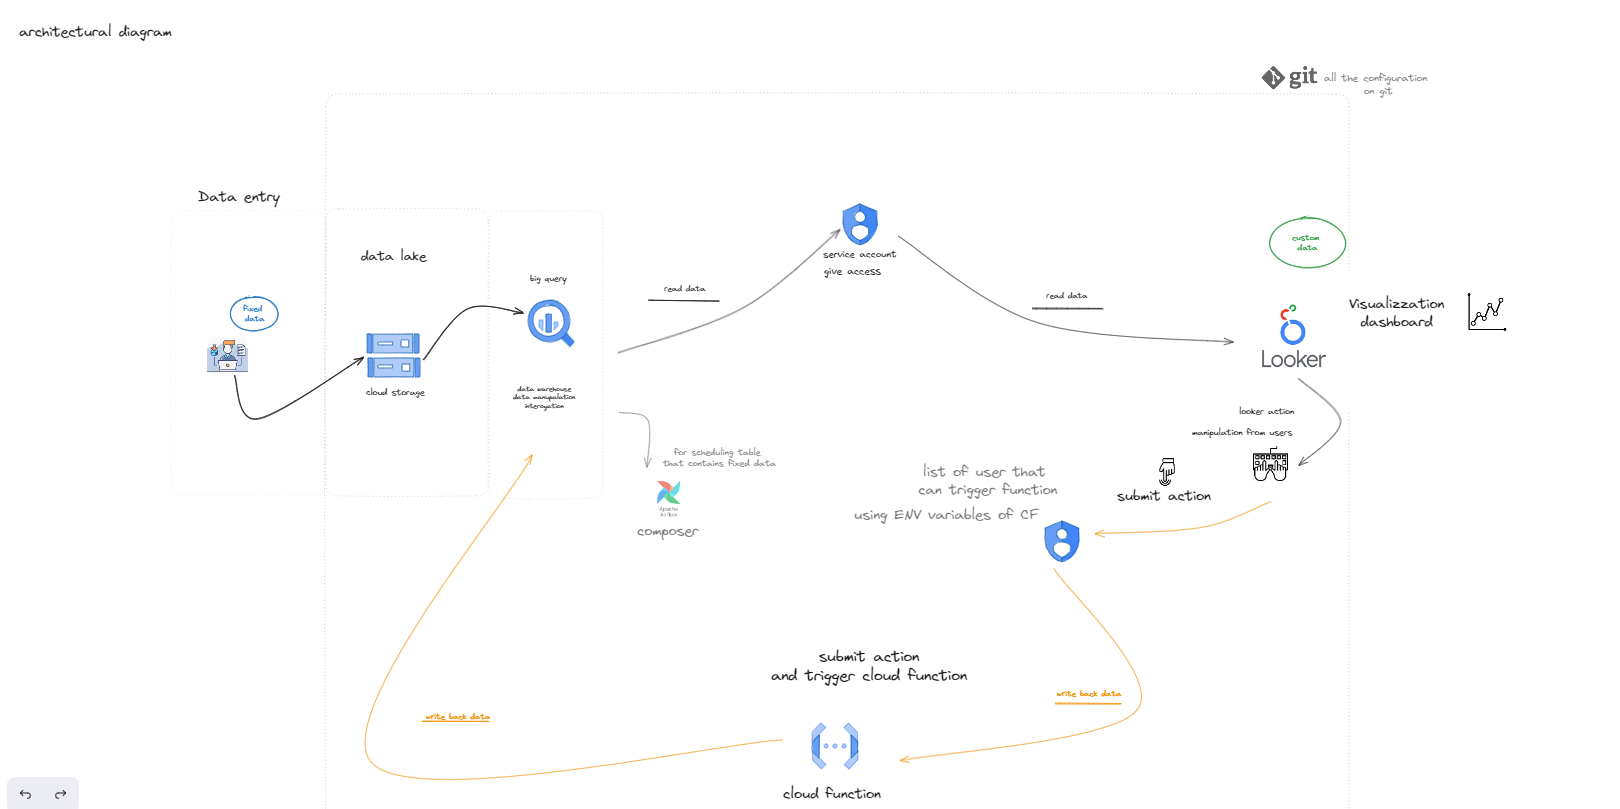 architectural diagram
git
all the configuration
on git
Data entry
data lake
big query
fixed
data
cloud storage
data warehouse
data manupalation
interogation
read data
service account
give access
read data
custom
data
Visualizzation
dashboard
Looker
looker action
manipulation from users
submit action
for scheduling table
that contains fixed data
Apache
Airflow
composer
list of user that
can trigger function
using ENV variables of CF
submit action
and trigger cloud function
write back data
write back data
cloud function